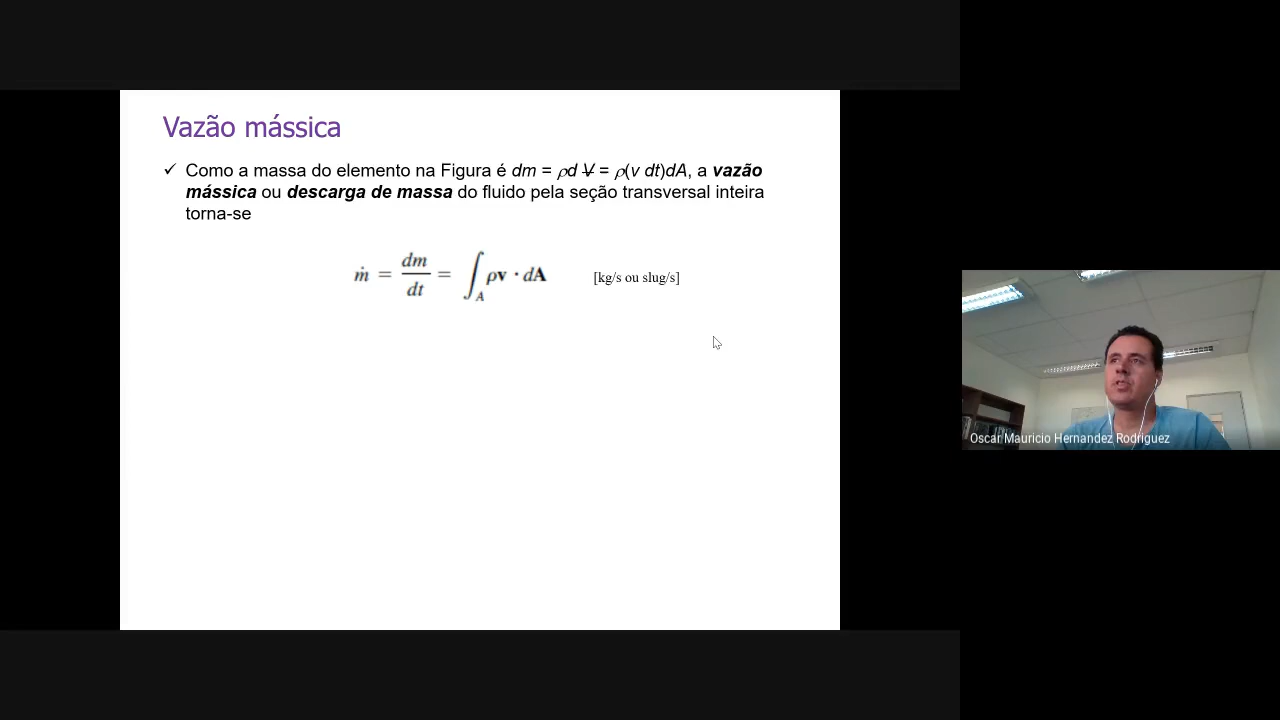 Vazão mássica
✓ Como a massa do elemento na Figura é dm = ρd V̶ = ρ(v dt)dA, a vazão
mássica ou descarga de massa do fluido pela seção transversal inteira
torna-se
ṁ = dm/dt = ∫_A ρv · dA [kg/s ou slug/s]
Oscar Mauricio Hernandez Rodriguez